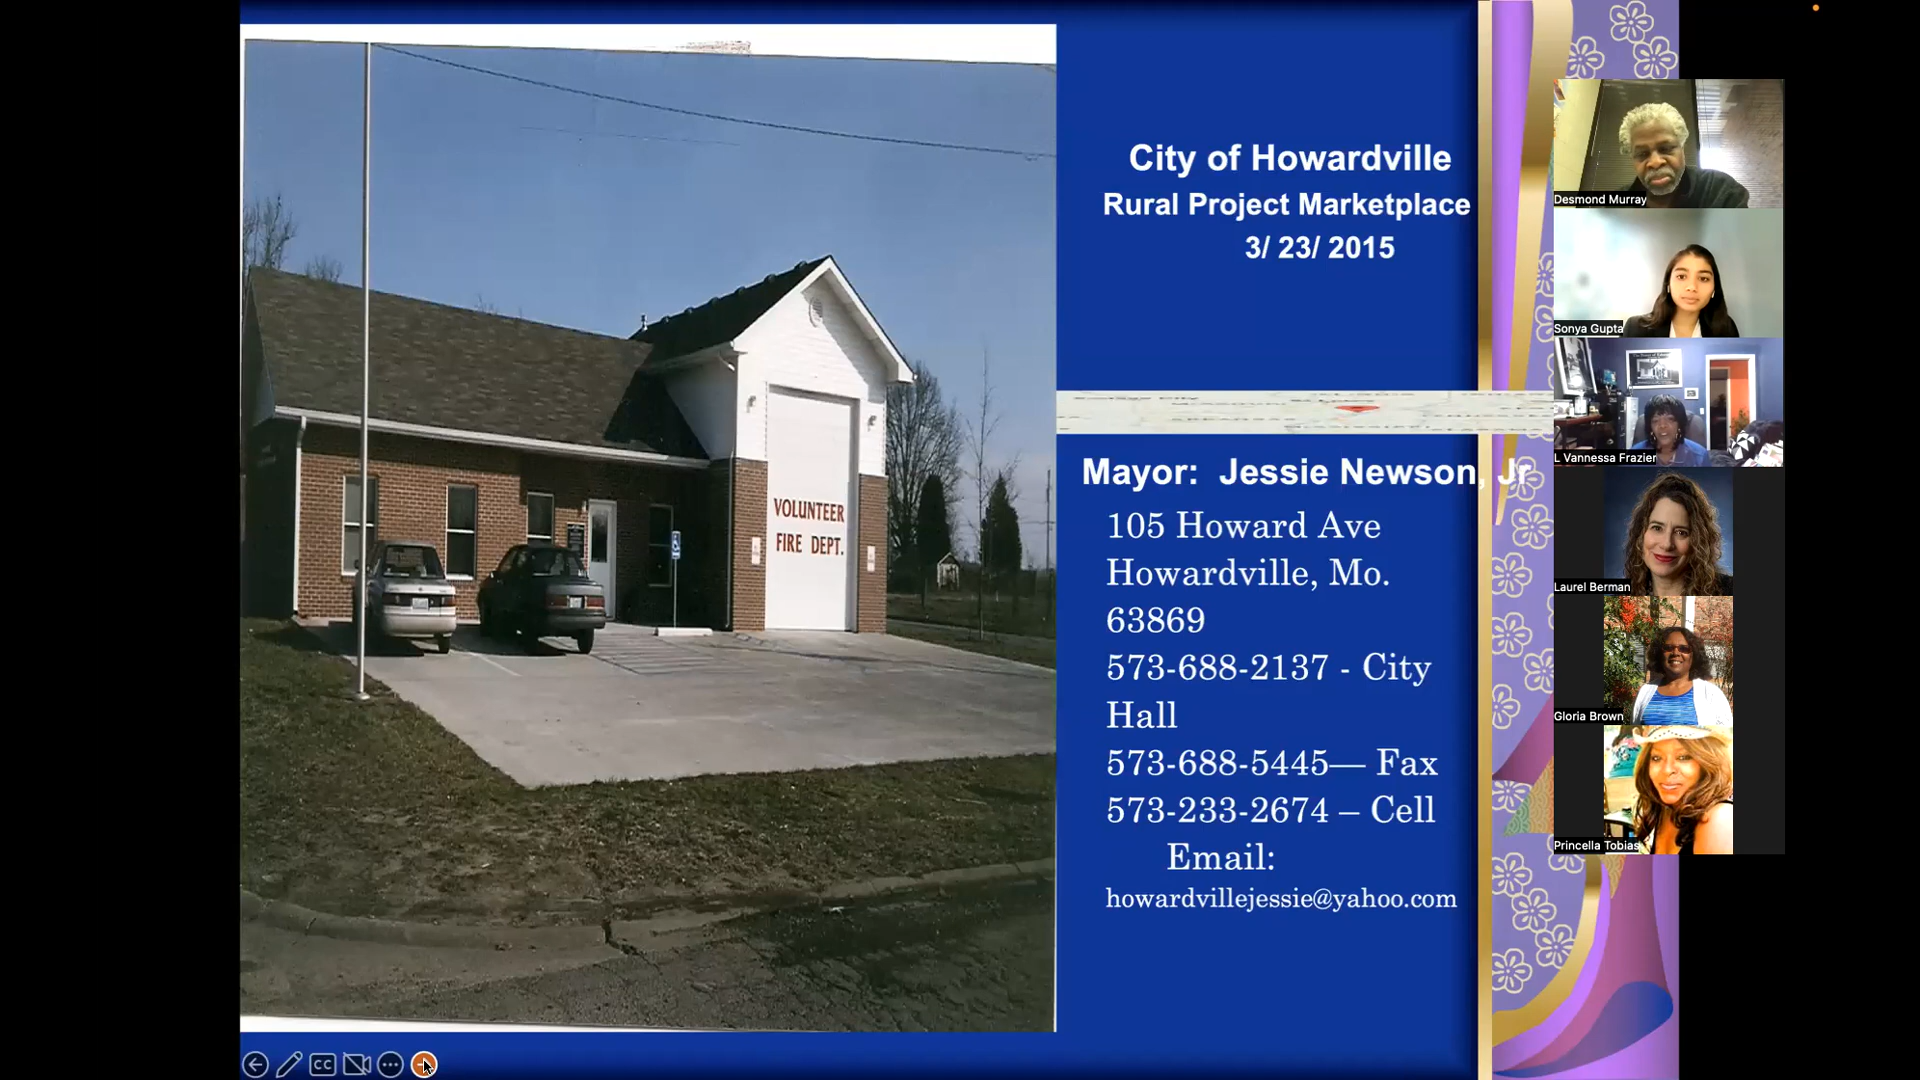 City of Howardville
Rural Project Marketplace
3/ 23/ 2015
VOLUNTEER
FIRE DEPT.
Mayor: Jessie Newson, Jr
105 Howard Ave
Howardville, Mo.
63869
573-688-2137 - City
Hall
573-688-5445— Fax
573-233-2674 – Cell
Email:
howardvillejessie@yahoo.com
Desmond Murray
Sonya Gupta
L Vannessa Frazier
Laurel Berman
Gloria Brown
Princella Tobias
CC